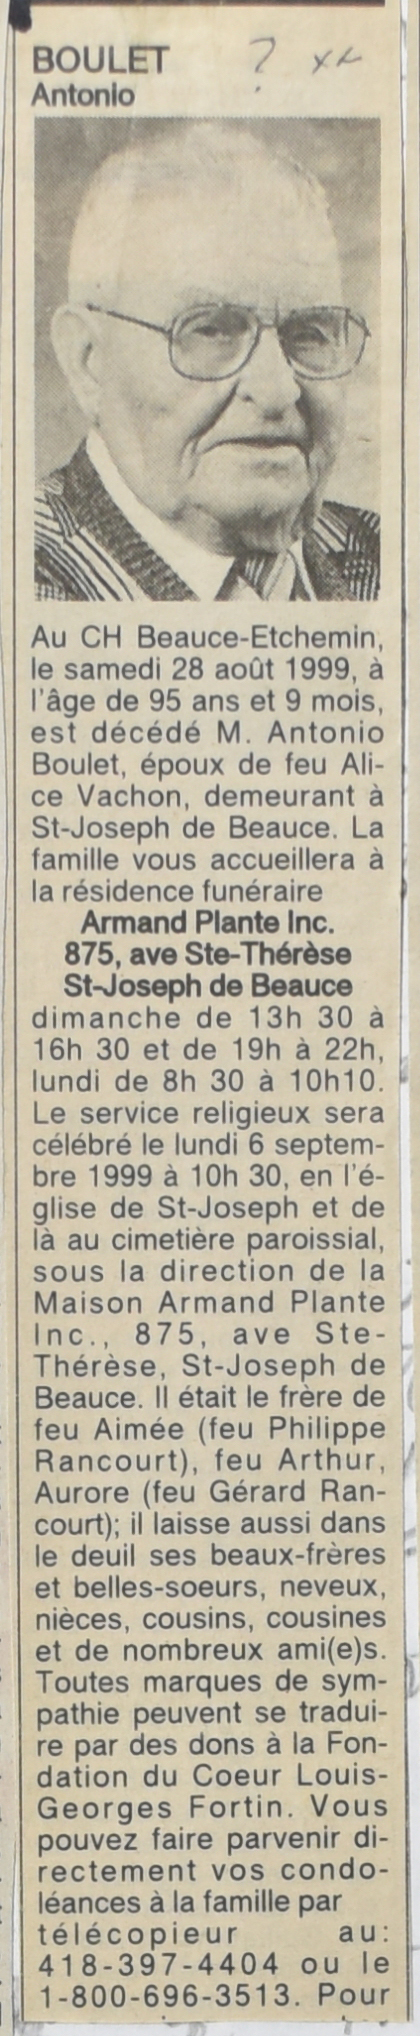 BOULET ? xx
Antonio
Au CH Beauce-Etchemin,
le samedi 28 août 1999, à
l'âge de 95 ans et 9 mois,
est décédé M. Antonio
Boulet, époux de feu Ali-
ce Vachon, demeurant à
St-Joseph de Beauce. La
famille vous accueillera à
la résidence funéraire
Armand Plante Inc.
875, ave Ste-Thérèse
St-Joseph de Beauce
dimanche de 13h 30 à
16h 30 et de 19h à 22h,
lundi de 8h 30 à 10h10.
Le service religieux sera
célébré le lundi 6 septem-
bre 1999 à 10h 30, en l'é-
glise de St-Joseph et de
là au cimetière paroissial,
sous la direction de la
Maison Armand Plante
Inc., 875, ave Ste-
Thérèse, St-Joseph de
Beauce. Il était le frère de
feu Aimée (feu Philippe
Rancourt), feu Arthur,
Aurore (feu Gérard Ran-
court); il laisse aussi dans
le deuil ses beaux-frères
et belles-soeurs, neveux,
nièces, cousins, cousines
et de nombreux ami(e)s.
Toutes marques de sym-
pathie peuvent se tradui-
re par des dons à la Fon-
dation du Coeur Louis-
Georges Fortin. Vous
pouvez faire parvenir di-
rectement vos condo-
léances à la famille par
télécopieur au:
418-397-4404 ou le
1-800-696-3513. Pour